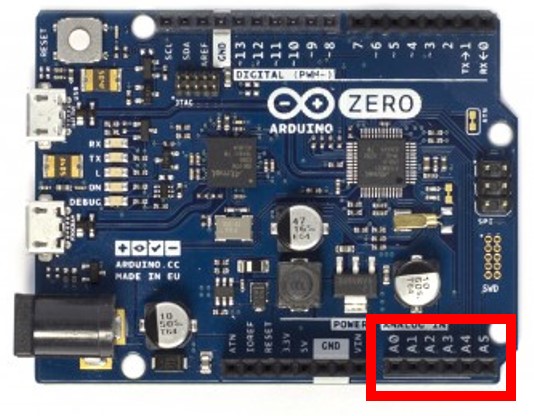 RESET
SCL
SDA
AREF
GND
~13
~12
~11
~10
~9
~8
7
~6
~5
~4
~3
2
TX→1
RX←0
DIGITAL (PWM~)
JTAG
ZERO
ARDUINO
RX
TX
L
ON
DEBUG
Atmel
Atmel
SPI
47
16V
EG4
ARDUINO.CC
MADE IN EU
SWD
10
50V
POWER
ANALOG IN
ATN
IOREF
RESET
3.3V
5V
GND
VIN
A0
A1
A2
A3
A4
A5